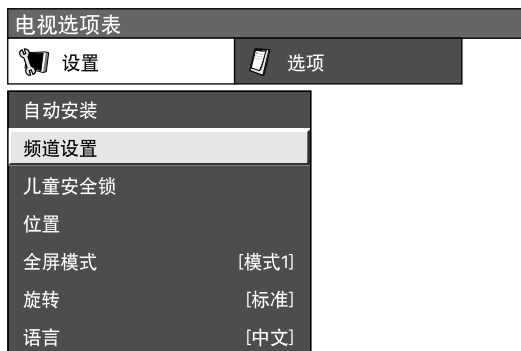 电视选项表
设置 选项
自动安装
频道设置
儿童安全锁
位置
全屏模式 [模式1]
旋转 [标准]
语言 [中文]